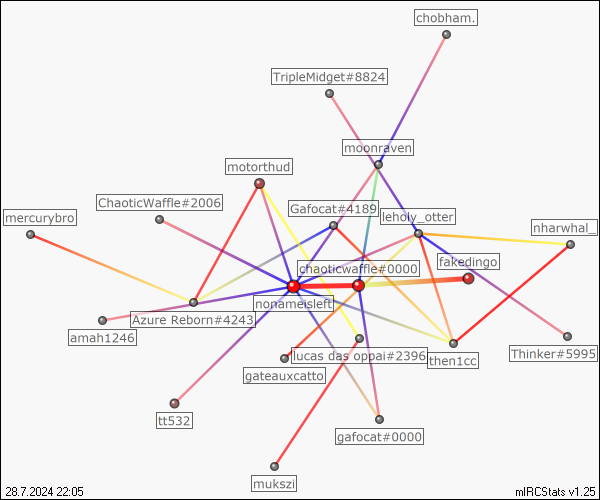 chobham.
TripleMidget#8824
moonraven
motorthud
ChaoticWaffle#2006
Gafocat#4189
mercurybro
leholy_otter
nharwhal_
chaoticwaffle#0000
fakedingo
nonameisleft
Azure Reborn#4243
amah1246
lucas das oppai#2396
Thinker#5995
then1cc
gateauxcatto
tt532
gafocat#0000
mukszi
28.7.2024 22:05
mIRCStats v1.25